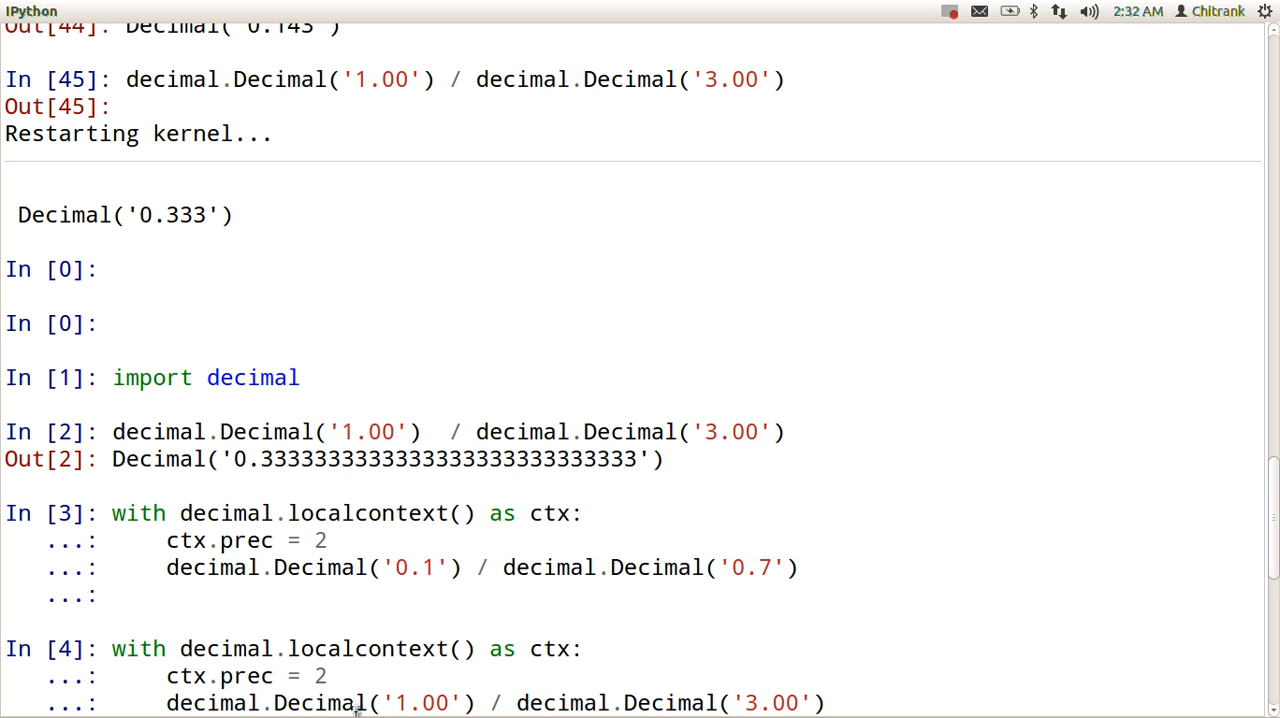 IPython 2:32 AM Chitrank
Out[44]: Decimal('0.143')
In [45]: decimal.Decimal('1.00') / decimal.Decimal('3.00')
Out[45]:
Restarting kernel...
Decimal('0.333')
In [0]:
In [0]:
In [1]: import decimal
In [2]: decimal.Decimal('1.00')  / decimal.Decimal('3.00')
Out[2]: Decimal('0.3333333333333333333333333333')
In [3]: with decimal.localcontext() as ctx:
...: ctx.prec = 2
...: decimal.Decimal('0.1') / decimal.Decimal('0.7')
...:
In [4]: with decimal.localcontext() as ctx:
...: ctx.prec = 2
...: decimal.Decimal('1.00') / decimal.Decimal('3.00')